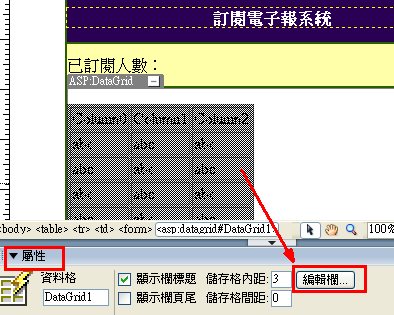 訂閱電子報系統
已訂閱人數：
ASP:DataGrid
Column0 Column1 Column2
abc abc abc
abc abc abc
abc abc abc
abc abc abc
<body> <table> <tr> <td> <form> <asp:datagrid#DataGrid1> 100%
▼ 屬性
資料格 顯示欄標題 儲存格內距: 3 編輯欄...
DataGrid1 顯示欄頁尾 儲存格間距: 0